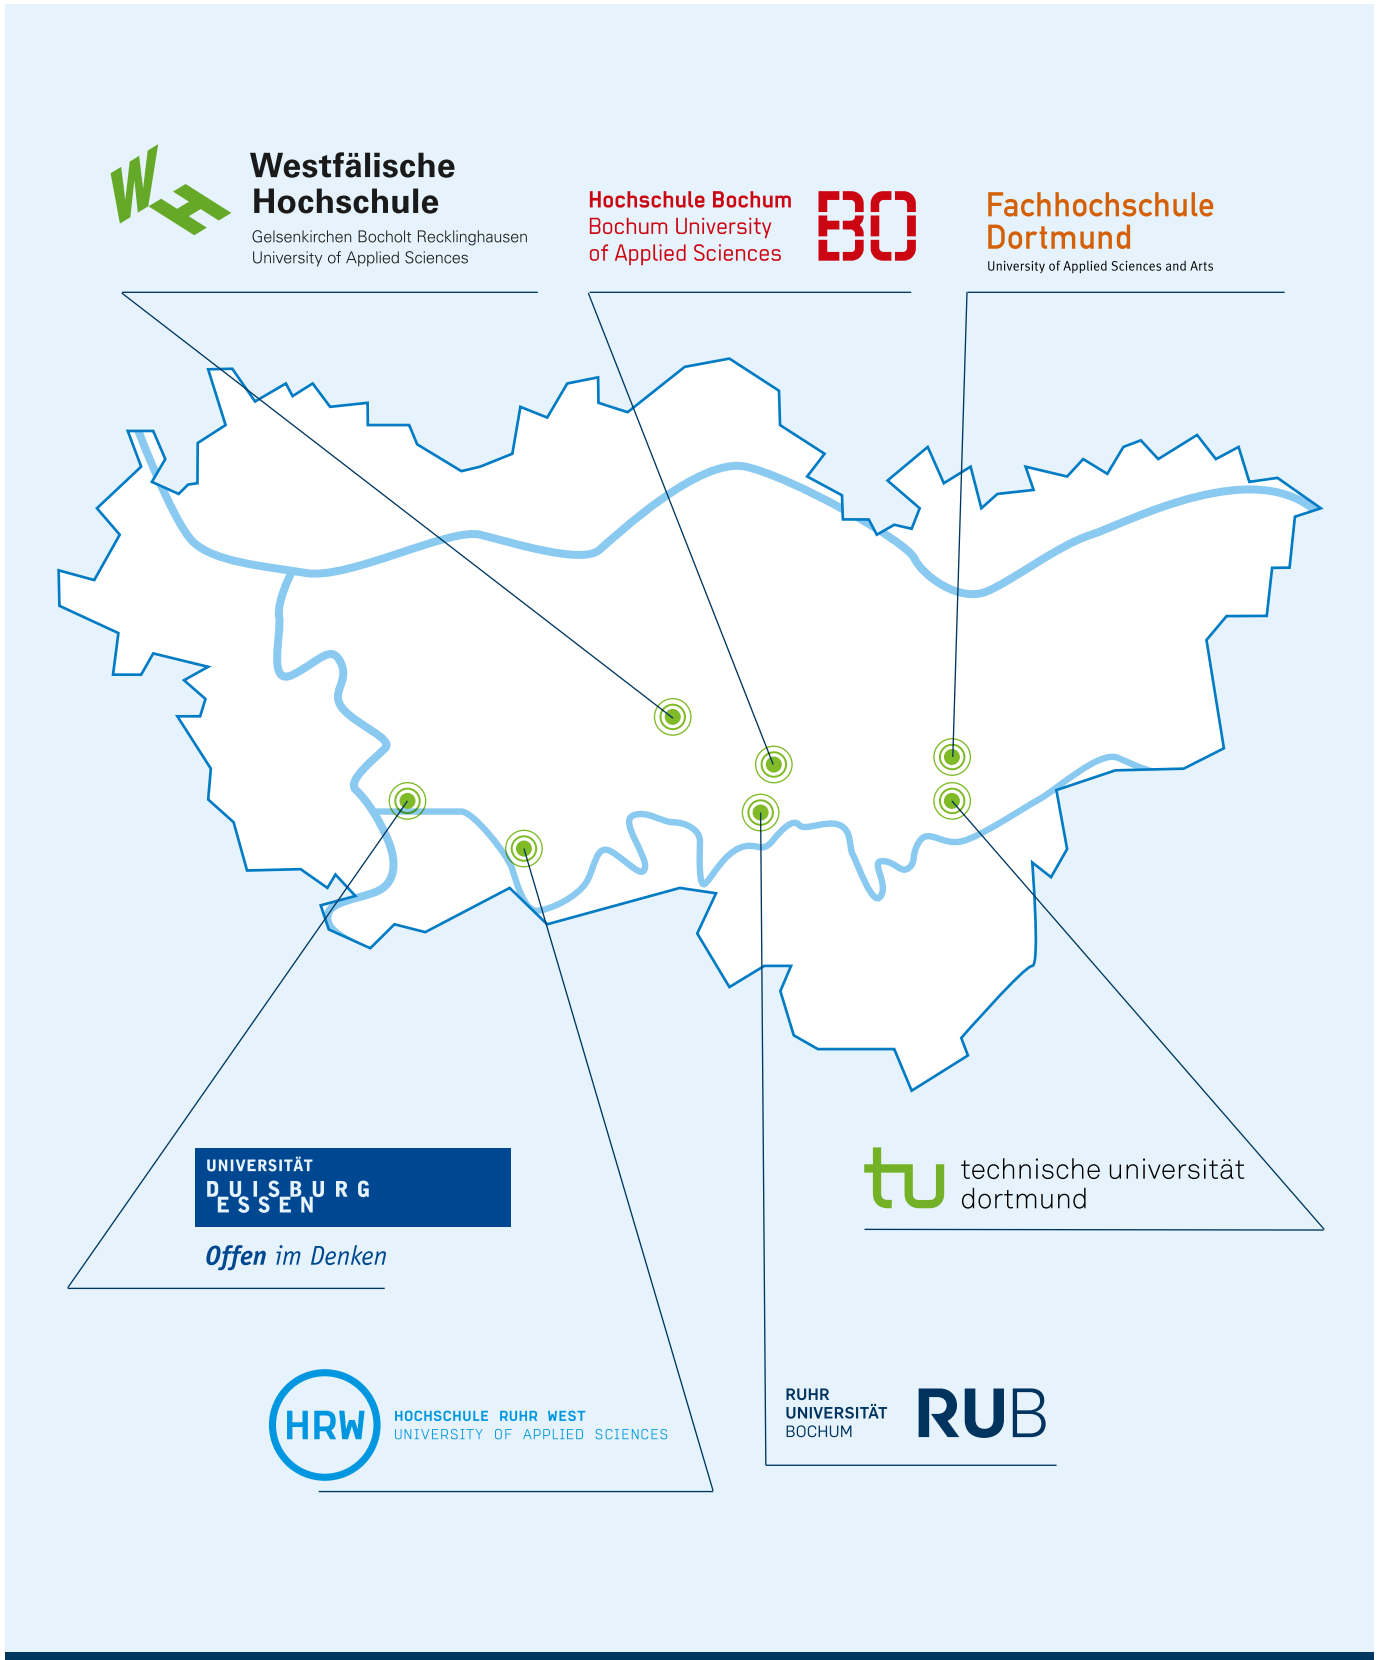 WH
Westfälische
Hochschule
Gelsenkirchen Bocholt Recklinghausen
University of Applied Sciences
Hochschule Bochum
Bochum University
of Applied Sciences
BO
Fachhochschule
Dortmund
University of Applied Sciences and Arts
UNIVERSITÄT
DUISBURG
ESSEN
Offen im Denken
tu
technische universität
dortmund
HRW
HOCHSCHULE RUHR WEST
UNIVERSITY OF APPLIED SCIENCES
RUHR
UNIVERSITÄT
BOCHUM
RUB